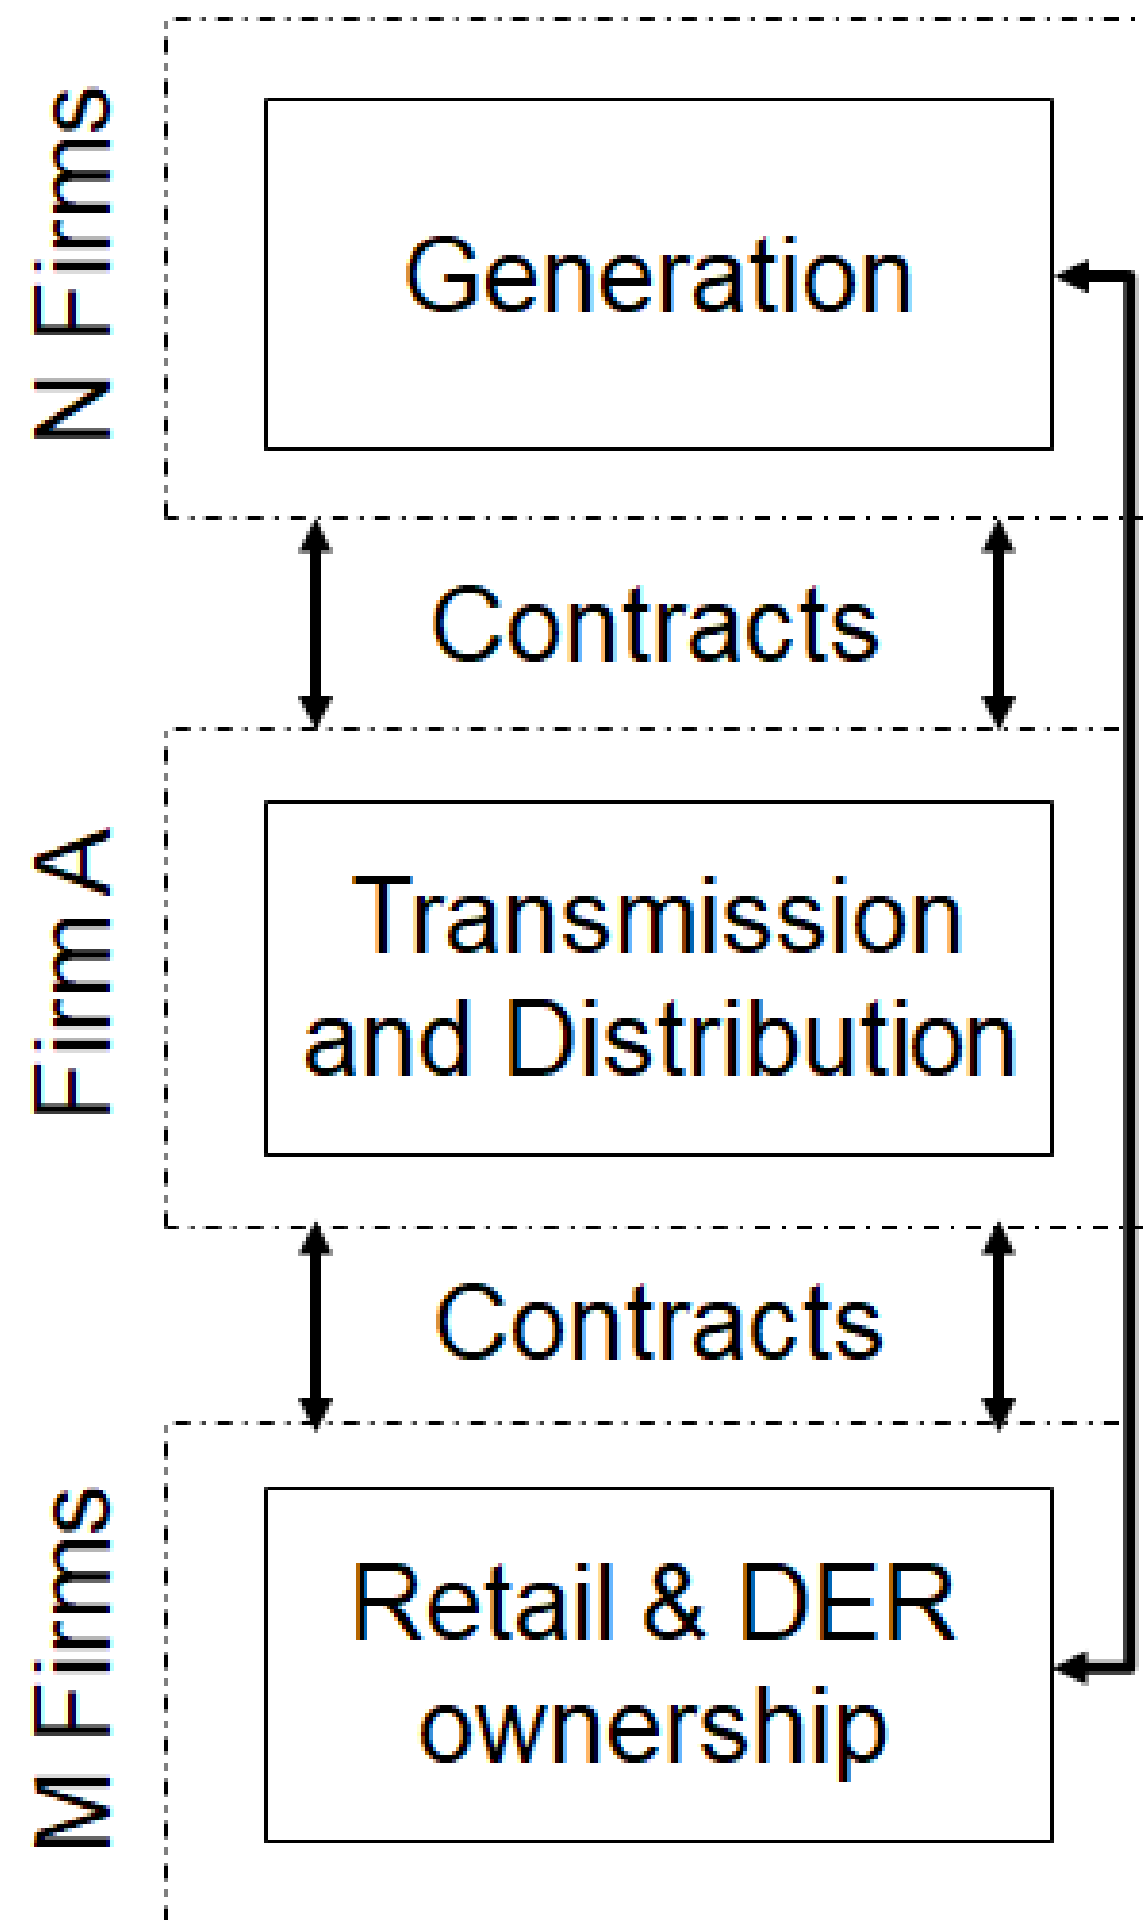 N Firms
Generation
Contracts
Firm A
Transmission
and Distribution
Contracts
M Firms
Retail & DER
ownership